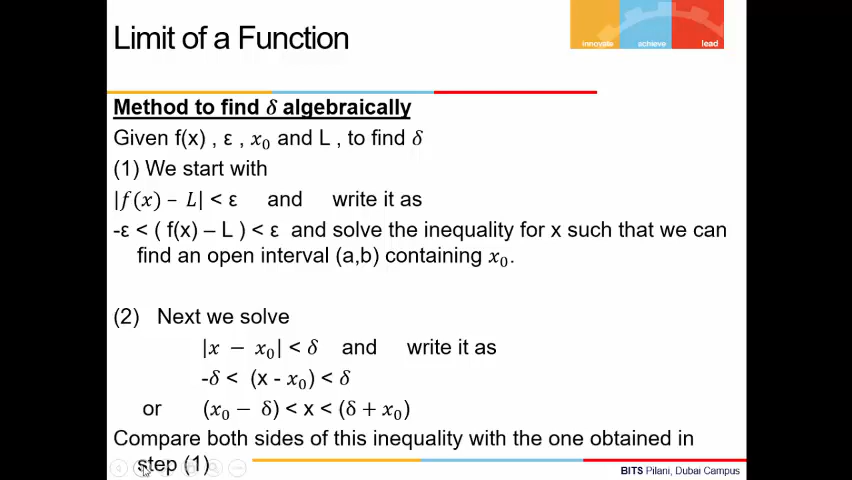 Limit of a Function
innovate achieve lead
Method to find δ algebraically
Given f(x) , ε , x₀ and L , to find δ
(1) We start with
|f(x) – L| < ε and write it as
-ε < ( f(x) – L ) < ε and solve the inequality for x such that we can
find an open interval (a,b) containing x₀.
(2) Next we solve
|x − x₀| < δ and write it as
-δ < (x - x₀) < δ
or (x₀ − δ) < x < (δ + x₀)
Compare both sides of this inequality with the one obtained in
step (1)
BITS Pilani, Dubai Campus